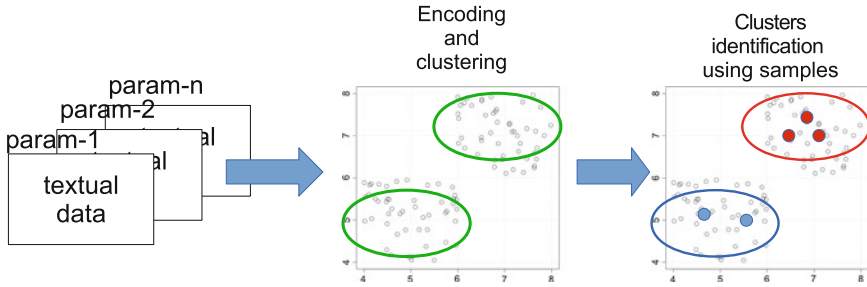 param-n
param-2
param-1
textual
data
Encoding
and
clustering
8
7
6
5
4
4 5 6 7 8
Clusters
identification
using samples
8
7
6
5
4
4 5 6 7 8